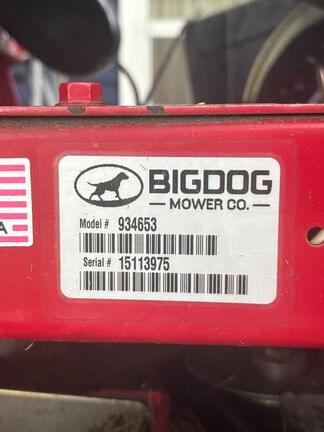 BIGDOG
MOWER CO.
Model # 934653
Serial # 15113975
A